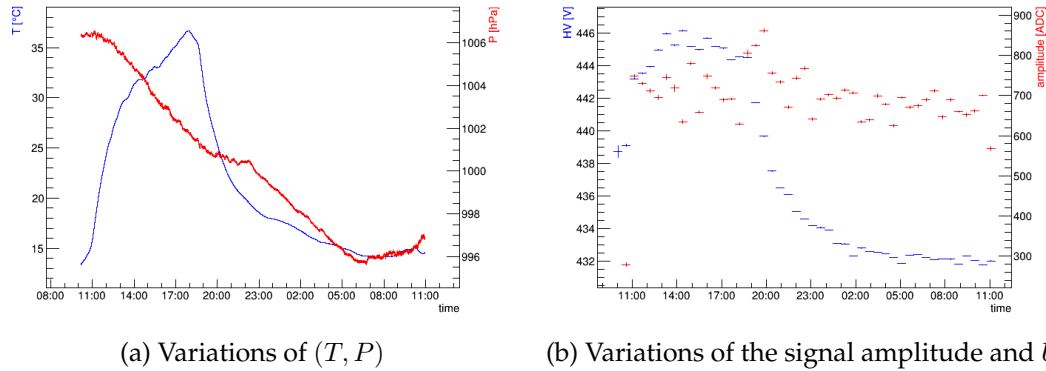 T [°C]
P [hPa]
35
30
25
20
15
1006
1004
1002
1000
998
996
08:00 11:00 14:00 17:00 20:00 23:00 02:00 05:00 08:00 11:00
time
(a) Variations of (T, P)
HV [V]
amplitude [ADC]
446
444
442
440
438
436
434
432
900
800
700
600
500
400
300
11:00 14:00 17:00 20:00 23:00 02:00 05:00 08:00 11:00
time
(b) Variations of the signal amplitude and